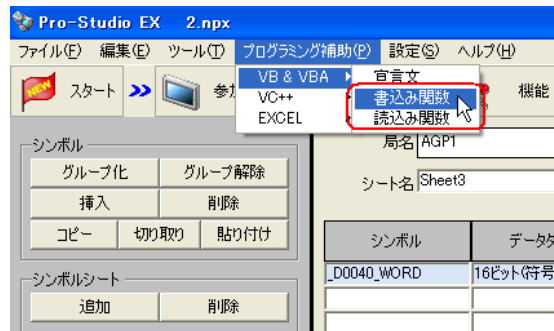 Pro-Studio EX 2.npx
ファイル(F) 編集(E) ツール(T) プログラミング補助(P) 設定(S) ヘルプ(H)
VB & VBA 宣言文
VC++ 書込み関数
EXCEL 読込み関数
NEW スタート 機能
シンボル
グループ化 グループ解除
挿入 削除
コピー 切り取り 貼り付け
シンボルシート
追加 削除
局名 AGP1
シート名 Sheet3
シンボル
_D0040_WORD 16ビット(符号